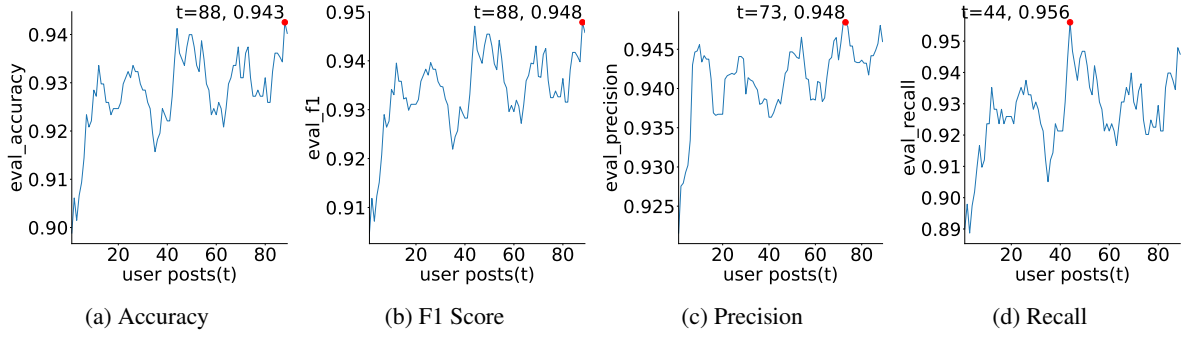 t=88, 0.943
eval_accuracy
0.94
0.93
0.92
0.91
0.90
20 40 60 80
user posts(t)
(a) Accuracy
t=88, 0.948
eval_f1
0.95
0.94
0.93
0.92
0.91
20 40 60 80
user posts(t)
(b) F1 Score
t=73, 0.948
eval_precision
0.945
0.940
0.935
0.930
0.925
20 40 60 80
user posts(t)
(c) Precision
t=44, 0.956
eval_recall
0.95
0.94
0.93
0.92
0.91
0.90
0.89
20 40 60 80
user posts(t)
(d) Recall